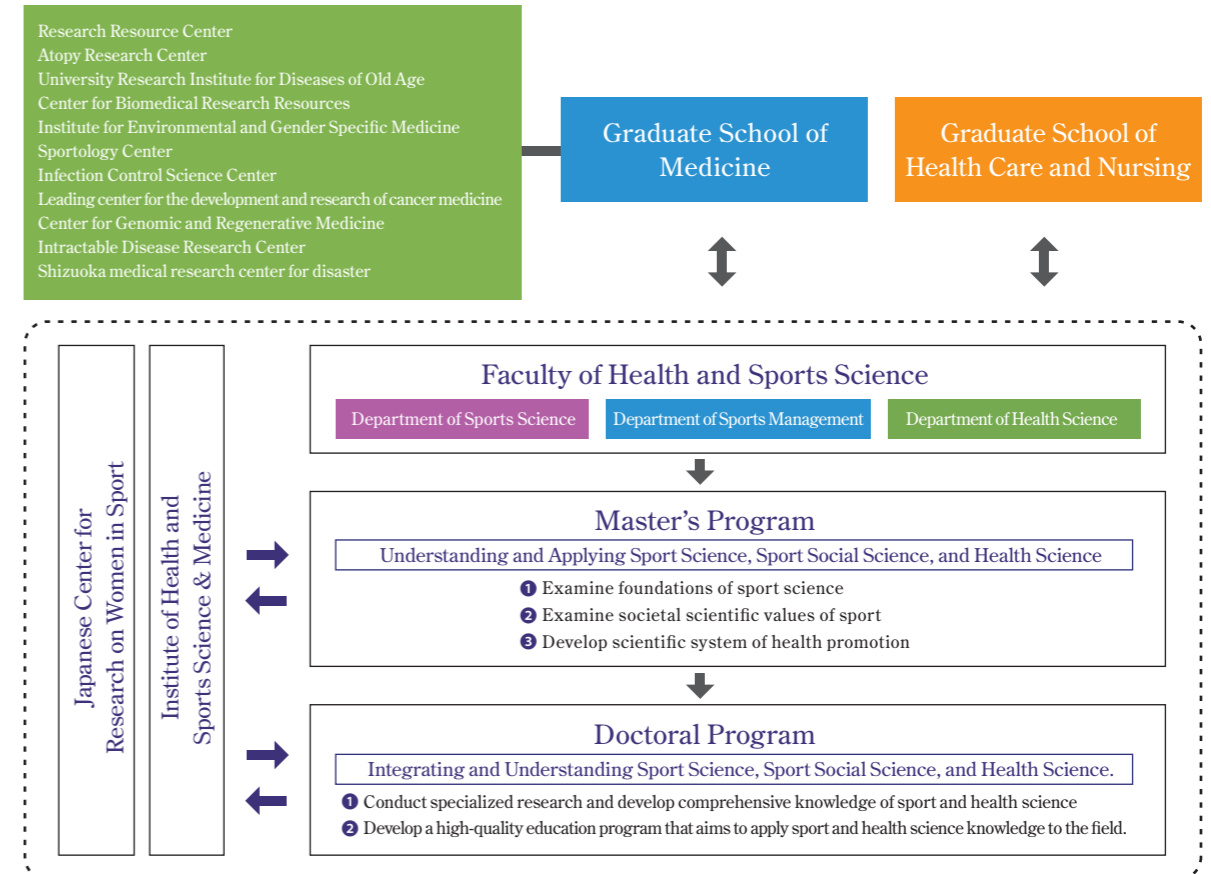 Research Resource Center
Atopy Research Center
University Research Institute for Diseases of Old Age
Center for Biomedical Research Resources
Institute for Environmental and Gender Specific Medicine
Sportology Center
Infection Control Science Center
Leading center for the development and research of cancer medicine
Center for Genomic and Regenerative Medicine
Intractable Disease Research Center
Shizuoka medical research center for disaster
Graduate School of
Medicine
Graduate School of
Health Care and Nursing
Japanese Center for
Research on Women in Sport
Institute of Health and
Sports Science & Medicine
Faculty of Health and Sports Science
Department of Sports Science
Department of Sports Management
Department of Health Science
Master's Program
Understanding and Applying Sport Science, Sport Social Science, and Health Science
❶ Examine foundations of sport science
❷ Examine societal scientific values of sport
❸ Develop scientific system of health promotion
Doctoral Program
Integrating and Understanding Sport Science, Sport Social Science, and Health Science.
❶ Conduct specialized research and develop comprehensive knowledge of sport and health science
❷ Develop a high-quality education program that aims to apply sport and health science knowledge to the field.